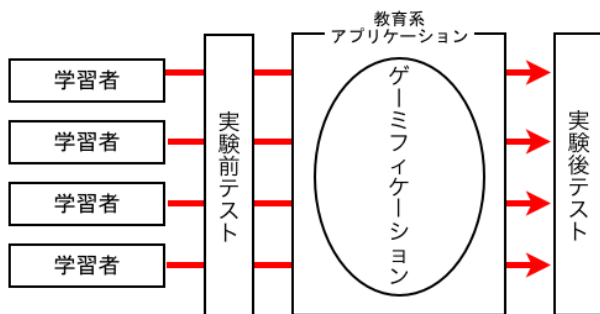 教育系
アプリケーション
学習者
学習者
学習者
学習者
実験前テスト
ゲーミフィケーション
実験後テスト